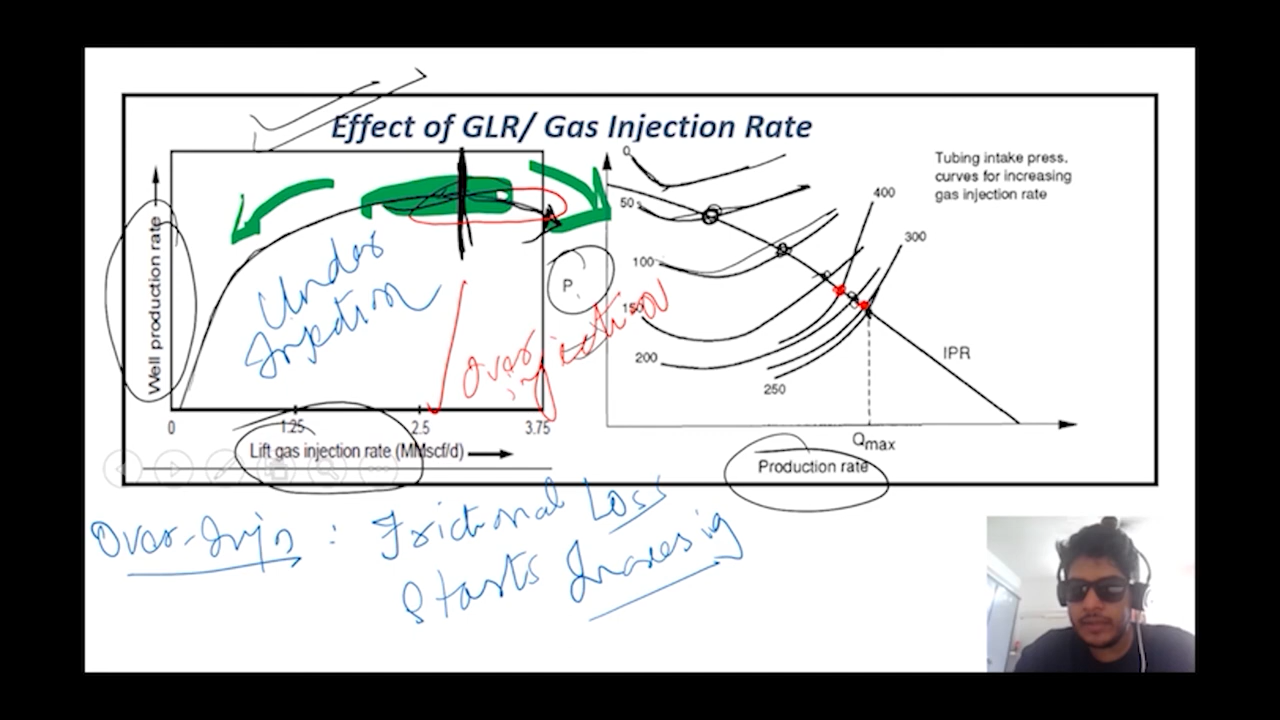 Effect of GLR/ Gas Injection Rate
Well production rate
Under
Injection
Over
injection
0
1.25
2.5
3.75
Lift gas injection rate (MMscf/d)
P.
0
50
100
150
200
250
400
300
Tubing intake press.
curves for increasing
gas injection rate
IPR
Qmax
Production rate
Over-Injn : Frictional Loss
Starts Increasig